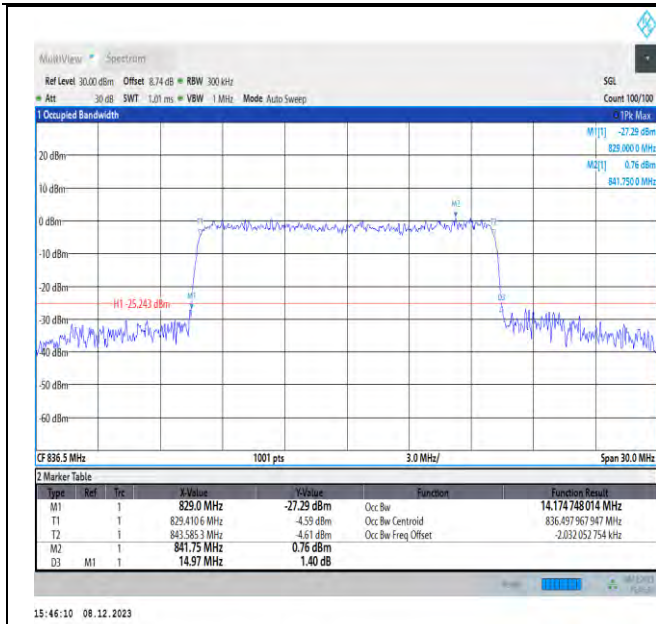 MultiView Spectrum
Ref Level 30.00 dBm Offset 8.74 dB RBW 300 kHz SGL
Att 30 dB SWT 1.01 ms VBW 1 MHz Mode Auto Sweep Count 100/100
1 Occupied Bandwidth 1Pk Max
M1[1] -27.29 dBm
829.000 0 MHz
M2[1] 0.76 dBm
841.750 0 MHz
20 dBm
10 dBm
M2
0 dBm
T1
-10 dBm
-20 dBm
M1 D3
H1 -25.243 dBm
-30 dBm
-40 dBm
-50 dBm
-60 dBm
CF 836.5 MHz 1001 pts 3.0 MHz/ Span 30.0 MHz
2 Marker Table
Type Ref Trc X-Value Y-Value Function Function Result
M1 1 829.0 MHz -27.29 dBm Occ Bw 14.174 748 014 MHz
T1 1 829.410 6 MHz -4.59 dBm Occ Bw Centroid 836.497 967 947 MHz
T2 1 843.585 3 MHz -4.61 dBm Occ Bw Freq Offset -2.032 052 754 kHz
M2 1 841.75 MHz 0.76 dBm
D3 M1 1 14.97 MHz 1.40 dB
15:46:10 08.12.2023